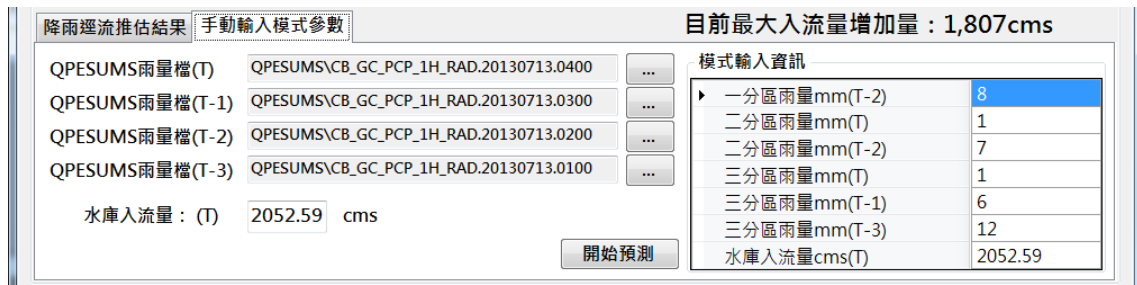 降雨逕流推估結果 手動輸入模式參數
目前最大入流量增加量：1,807cms
QPESUMS雨量檔(T) QPESUMS\CB_GC_PCP_1H_RAD.20130713.0400 ...
QPESUMS雨量檔(T-1) QPESUMS\CB_GC_PCP_1H_RAD.20130713.0300 ...
QPESUMS雨量檔(T-2) QPESUMS\CB_GC_PCP_1H_RAD.20130713.0200 ...
QPESUMS雨量檔(T-3) QPESUMS\CB_GC_PCP_1H_RAD.20130713.0100 ...
水庫入流量：(T) 2052.59 cms
開始預測
模式輸入資訊
一分區雨量mm(T-2) 8
二分區雨量mm(T) 1
二分區雨量mm(T-2) 7
三分區雨量mm(T) 1
三分區雨量mm(T-1) 6
三分區雨量mm(T-3) 12
水庫入流量cms(T) 2052.59